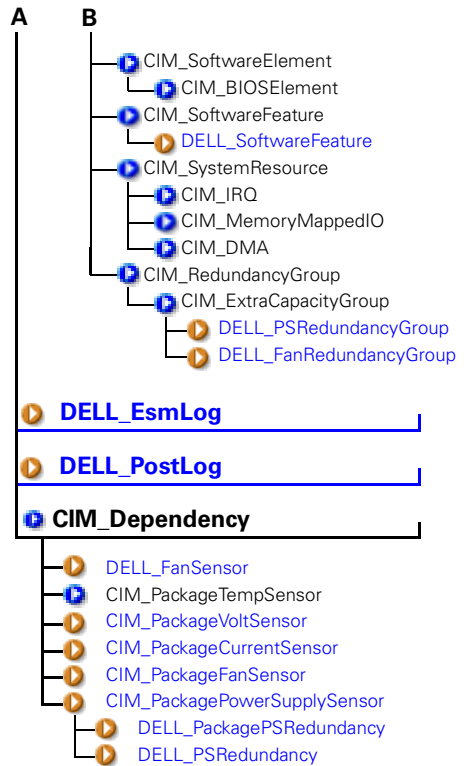 A B
CIM_SoftwareElement
CIM_BIOSElement
CIM_SoftwareFeature
DELL_SoftwareFeature
CIM_SystemResource
CIM_IRQ
CIM_MemoryMappedIO
CIM_DMA
CIM_RedundancyGroup
CIM_ExtraCapacityGroup
DELL_PSRedundancyGroup
DELL_FanRedundancyGroup
DELL_EsmLog
DELL_PostLog
CIM_Dependency
DELL_FanSensor
CIM_PackageTempSensor
CIM_PackageVoltSensor
CIM_PackageCurrentSensor
CIM_PackageFanSensor
CIM_PackagePowerSupplySensor
DELL_PackagePSRedundancy
DELL_PSRedundancy